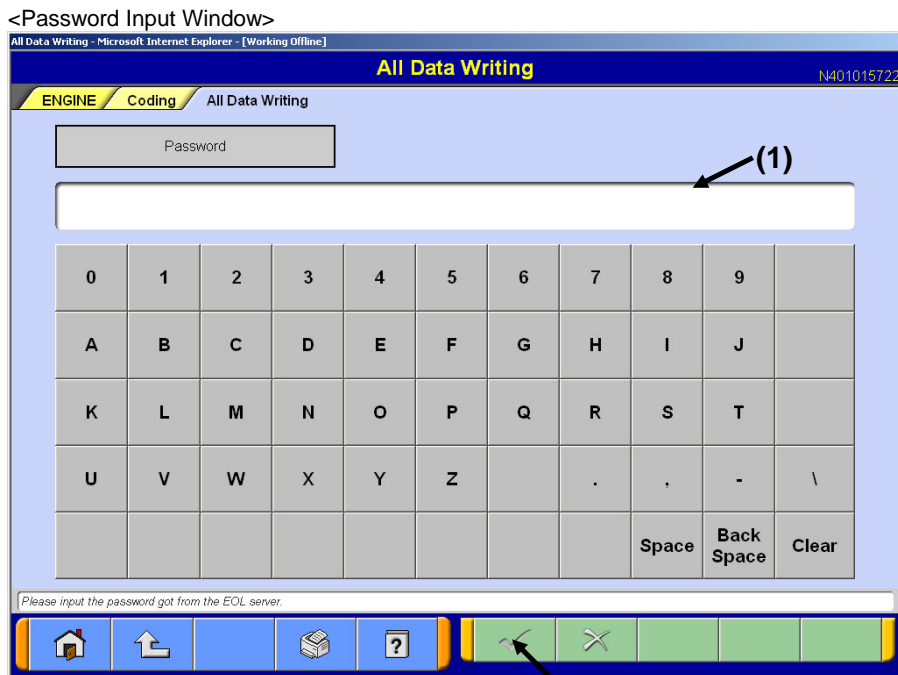 <Password Input Window>
All Data Writing - Microsoft Internet Explorer - [Working Offline]
All Data Writing
N401015722
ENGINE Coding All Data Writing
Password
(1)
0 1 2 3 4 5 6 7 8 9
A B C D E F G H I J
K L M N O P Q R S T
U V W X Y Z . , - \
Space Back Space Clear
Please input the password got from the EOL server.
?